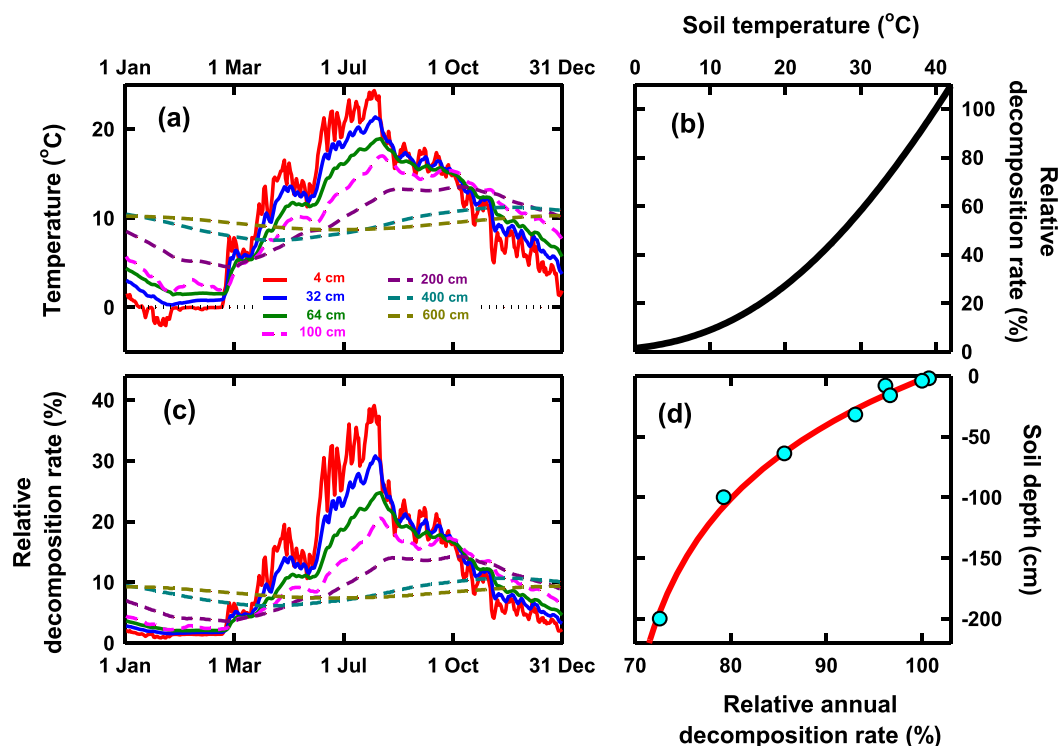 Soil temperature (°C)
1 Jan 1 Mar 1 Jul 1 Oct 31 Dec
0 10 20 30 40
(a)
Temperature (°C)
20
10
0
4 cm
32 cm
64 cm
100 cm
200 cm
400 cm
600 cm
(b)
100
80
60
40
20
0
Relative
decomposition rate (%)
(c)
Relative
decomposition rate (%)
40
30
20
10
0
1 Jan 1 Mar 1 Jul 1 Oct 31 Dec
(d)
0
-50
-100
-150
-200
Soil depth (cm)
70 80 90 100
Relative annual
decomposition rate (%)